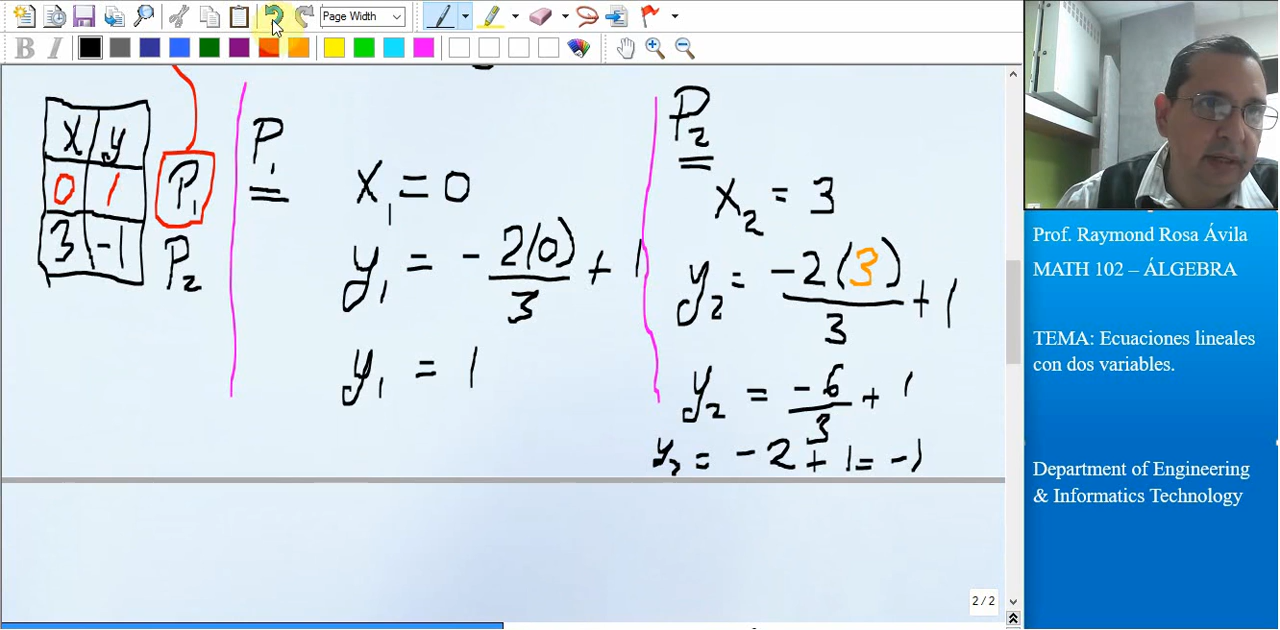 Page Width
B I
x y
0 1 P₁
3 -1 P₂
P₁
x₁ = 0
y₁ = - 2(0)/3 + 1
y₁ = 1
P₂
x₂ = 3
y₂ = -2(3)/3 + 1
y₂ = -6/3 + 1
y₂ = -2 + 1 = -1
2 / 2
Prof. Raymond Rosa Ávila
MATH 102 – ÁLGEBRA
TEMA: Ecuaciones lineales
con dos variables.
Department of Engineering
& Informatics Technology